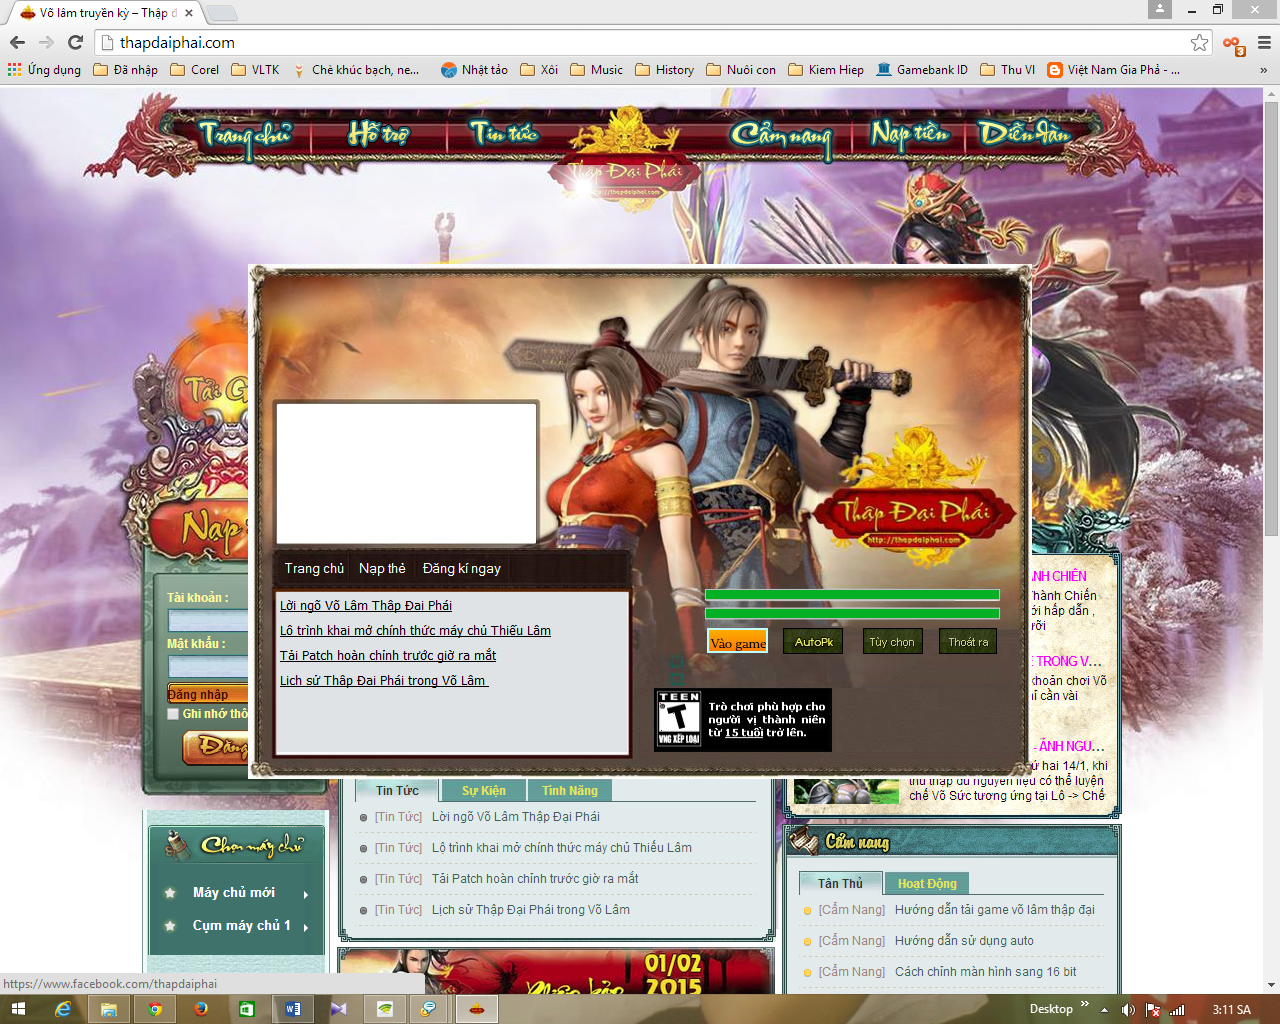 Võ lâm truyền kỳ – Thập đ
thapdaiphai.com
Ứng dụng Đã nhập Corel VLTK Chè khúc bạch, ne... Nhật tảo Xôi Music History Nuôi con Kiem Hiep Gamebank ID Thu VI Việt Nam Gia Phả - ... »
3
Trang chủ Hỗ trợ Tin tức Cẩm nang Nạp tiền Diễn đàn
Thập Đại Phái
http://thapdaiphai.com
Tải G
Nạp
Thập Đại Phái
http://thapdaiphai.com
Trang chủ Nạp thẻ Đăng kí ngay
Lời ngõ Võ Lâm Thập Đại Phái
Lộ trình khai mở chính thức máy chủ Thiếu Lâm
Tải Patch hoàn chỉnh trước giờ ra mắt
Lịch sử Thập Đại Phái trong Võ Lâm
Vào game AutoPk Tùy chọn Thoát ra
TEEN
T
VNG XẾP LOẠI
Trò chơi phù hợp cho
người vị thành niên
từ 15 tuổi trở lên.
Tài khoản :
Mật khẩu :
Đăng nhập
Ghi nhớ thô
Đăng
ÀNH CHIẾN
Thành Chiến
ới hấp dẫn ,
ưỡi
Ế TRONG V...
khoản chơi Võ
hỉ cần vài
- ẢNH NGU...
ứ hai 14/1, khi
thu thập đủ nguyên liệu có thể luyện
chế Võ Sức tương ứng tại Lô -> Chế
Tin Tức Sự Kiện Tính Năng
[Tin Tức] Lời ngõ Võ Lâm Thập Đại Phái
[Tin Tức] Lộ trình khai mở chính thức máy chủ Thiếu Lâm
[Tin Tức] Tải Patch hoàn chỉnh trước giờ ra mắt
[Tin Tức] Lịch sử Thập Đại Phái trong Võ Lâm
Chọn máy chủ
Máy chủ mới
Cụm máy chủ 1
Cẩm nang
Tân Thủ Hoạt Động
[Cẩm Nang] Hướng dẫn tải game võ lâm thập đại
[Cẩm Nang] Hướng dẫn sử dụng auto
[Cẩm Nang] Cách chỉnh màn hình sang 16 bit
01/02
2015
https://www.facebook.com/thapdaiphai
Desktop » 3:11 SA